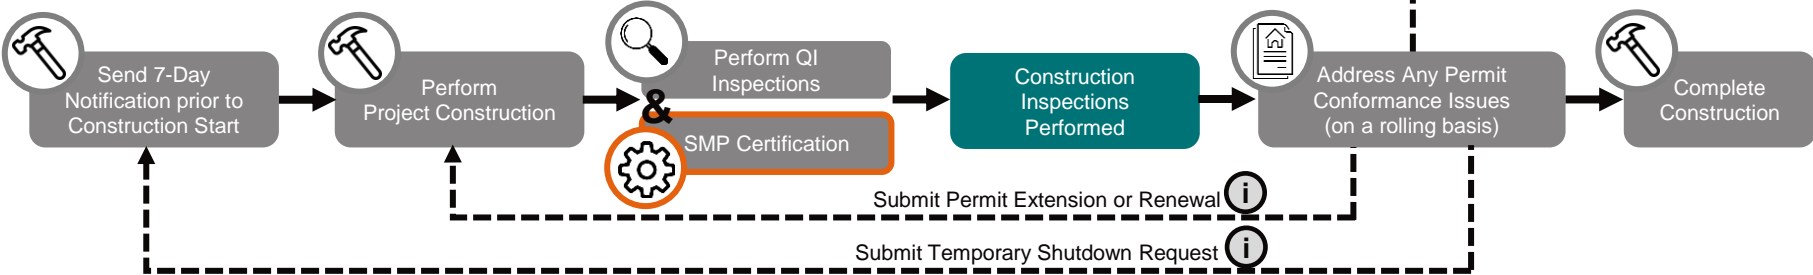 Send 7-Day
Notification prior to
Construction Start
Perform
Project Construction
Perform QI
Inspections
&
SMP Certification
Construction
Inspections
Performed
Address Any Permit
Conformance Issues
(on a rolling basis)
Complete
Construction
Submit Permit Extension or Renewal i
Submit Temporary Shutdown Request i